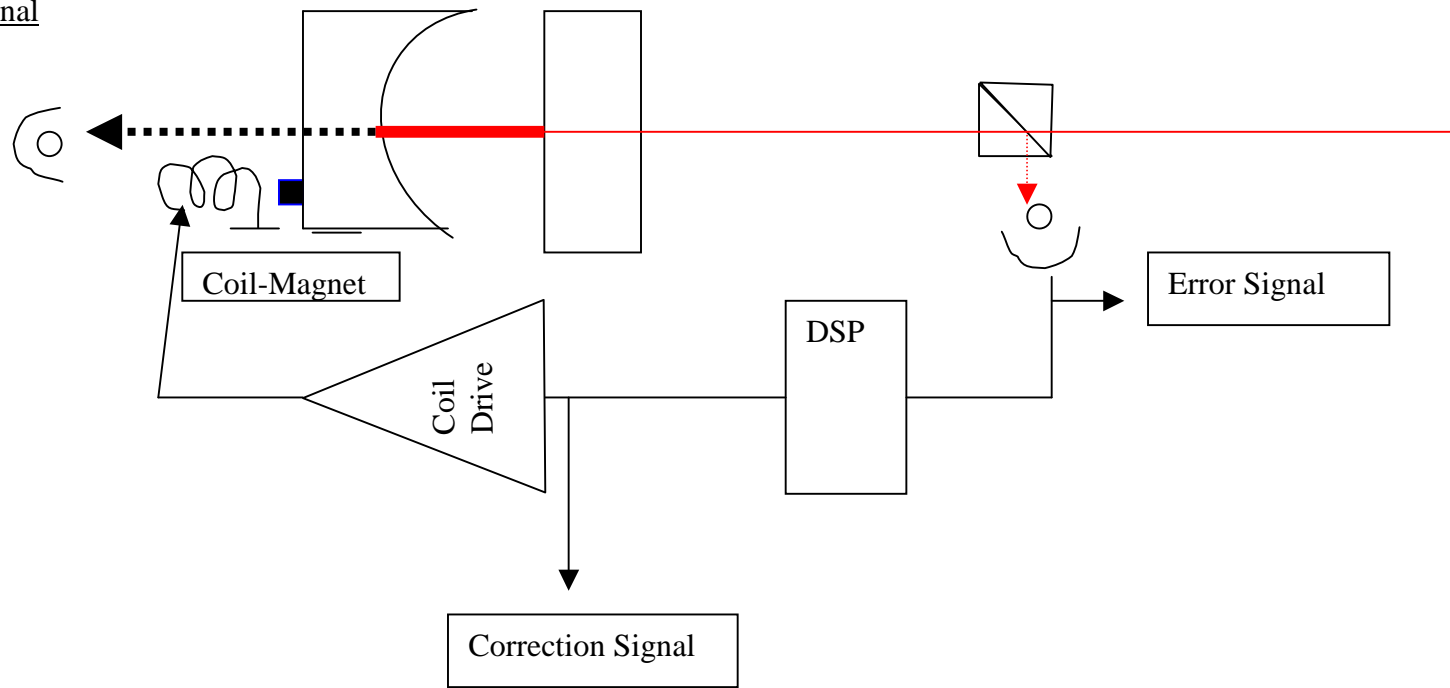 nal
Coil-Magnet
Error Signal
DSP
Coil
Drive
Correction Signal